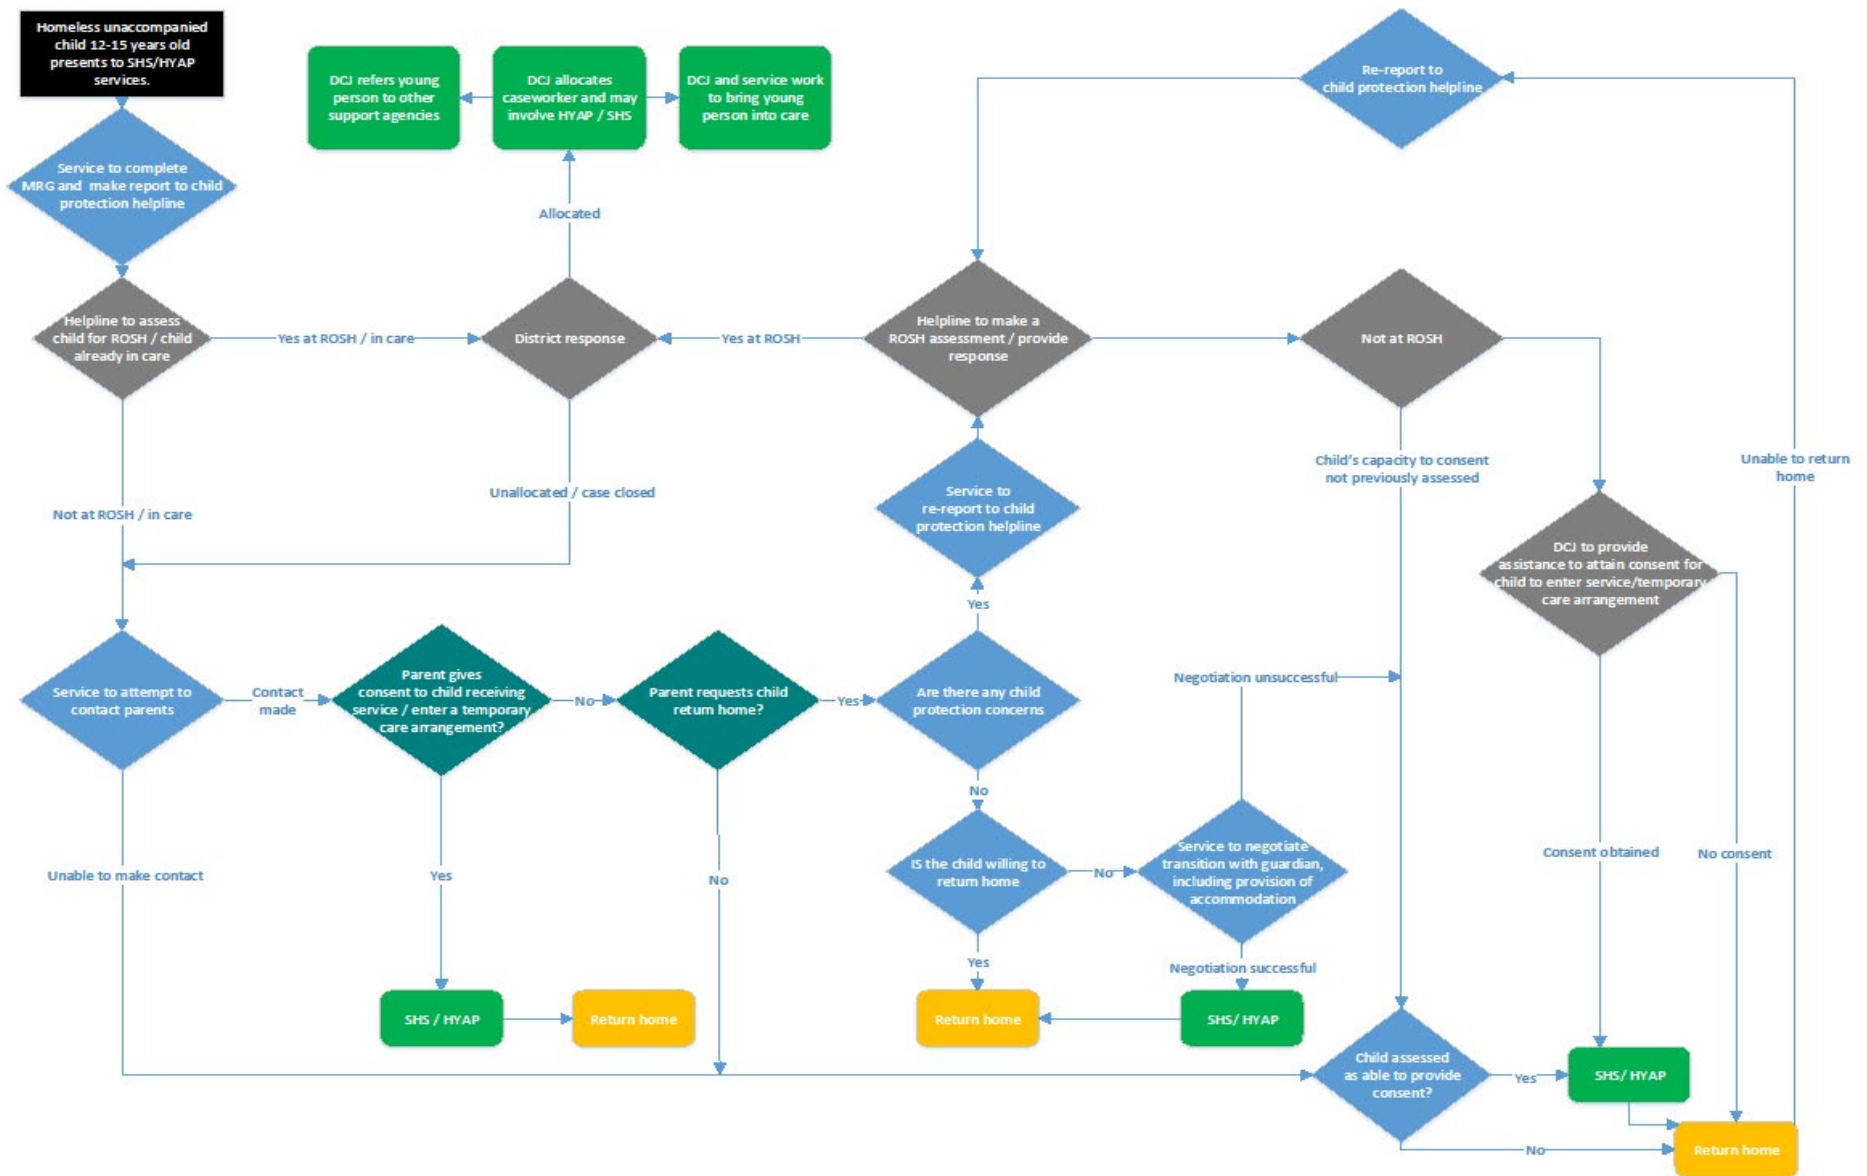 Homeless unaccompanied
child 12-15 years old
presents to SHS/HYAP
services.
DCJ refers young
person to other
support agencies
DCJ allocates
caseworker and may
involve HYAP / SHS
DCJ and service work
to bring young
person into care
Re-report to
child protection helpline
Service to complete
MRG and make report to child
protection helpline
Allocated
Helpline to assess
child for ROSH / child
already in care
Yes at ROSH / in care
District response
Yes at ROSH
Helpline to make a
ROSH assessment / provide
response
Not at ROSH
Child's capacity to consent
not previously assessed
Unable to return
home
Not at ROSH / in care
Unallocated / case closed
Service to
re-report to child
protection helpline
DCJ to provide
assistance to attain consent for
child to enter service/temporary
care arrangement
Yes
Service to attempt to
contact parents
Contact
made
Parent gives
consent to child receiving
service / enter a temporary
care arrangement?
No
Parent requests child
return home?
Yes
Are there any child
protection concerns
Negotiation unsuccessful
No
Unable to make contact
Yes
No
IS the child willing to
return home
No
Service to negotiate
transition with guardian,
including provision of
accommodation
Consent obtained
No consent
Yes
Negotiation successful
SHS / HYAP
Return home
Return home
SHS/ HYAP
Child assessed
as able to provide
consent?
Yes
SHS/ HYAP
No
Return home